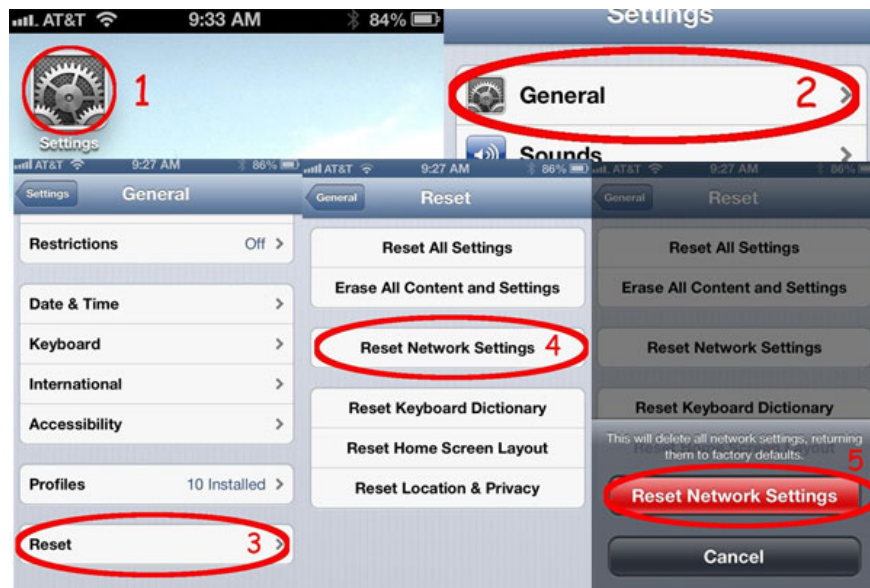 AT&T 9:33 AM 84%
1
Settings
Settings
General 2
Sounds
AT&T 9:27 AM 86%
Settings General
Restrictions Off
Date & Time
Keyboard
International
Accessibility
Profiles 10 Installed
Reset 3
AT&T 9:27 AM 86%
General Reset
Reset All Settings
Erase All Content and Settings
Reset Network Settings 4
Reset Keyboard Dictionary
Reset Home Screen Layout
Reset Location & Privacy
AT&T 9:27 AM 86%
General Reset
Reset All Settings
Erase All Content and Settings
Reset Network Settings
Reset Keyboard Dictionary
This will delete all network settings, returning
them to factory defaults.
Reset Home Screen Layout
5
Reset Network Settings
Cancel